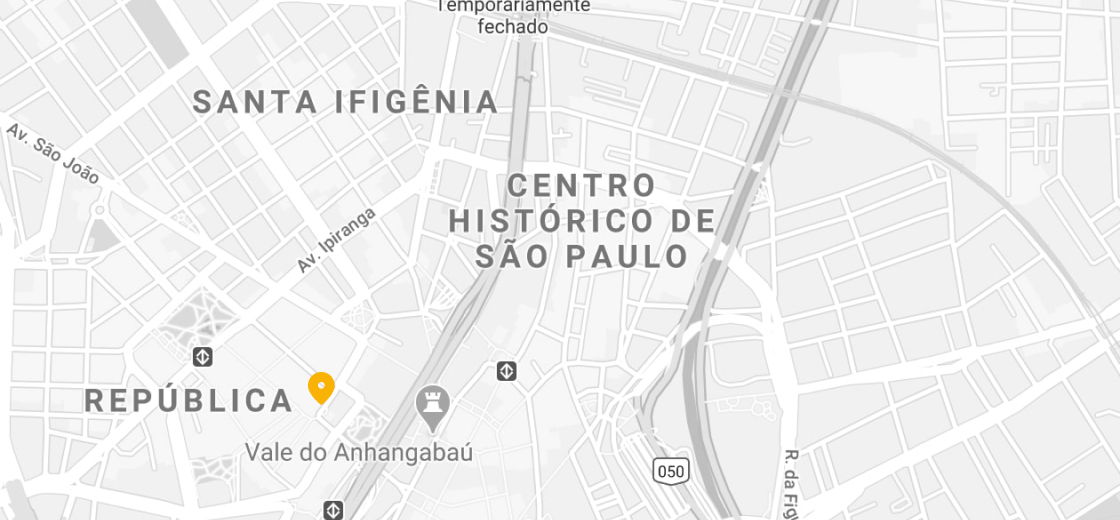 Temporariamente
fechado
SANTA IFIGÊNIA
Av. São João
CENTRO
HISTÓRICO DE
SÃO PAULO
Av. Ipiranga
REPÚBLICA
Vale do Anhangabaú
050
R. da Fig